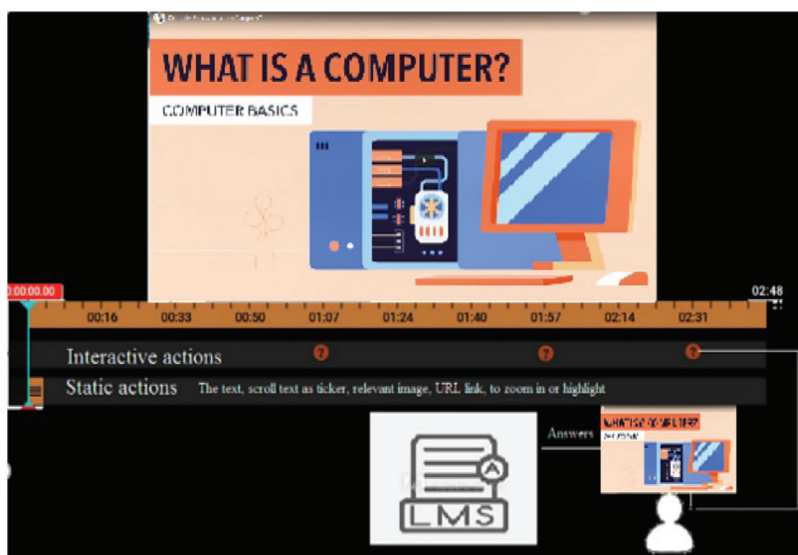 WHAT IS A COMPUTER?
COMPUTER BASICS
0:00:00.00
02:48
00:16 00:33 00:50 01:07 01:24 01:40 01:57 02:14 02:31
Interactive actions ? ? ?
Static actions The text, scroll text as ticker, relevant image, URL link, to zoom in or highlight
Answers
WHAT IS A COMPUTER?
A
LMS